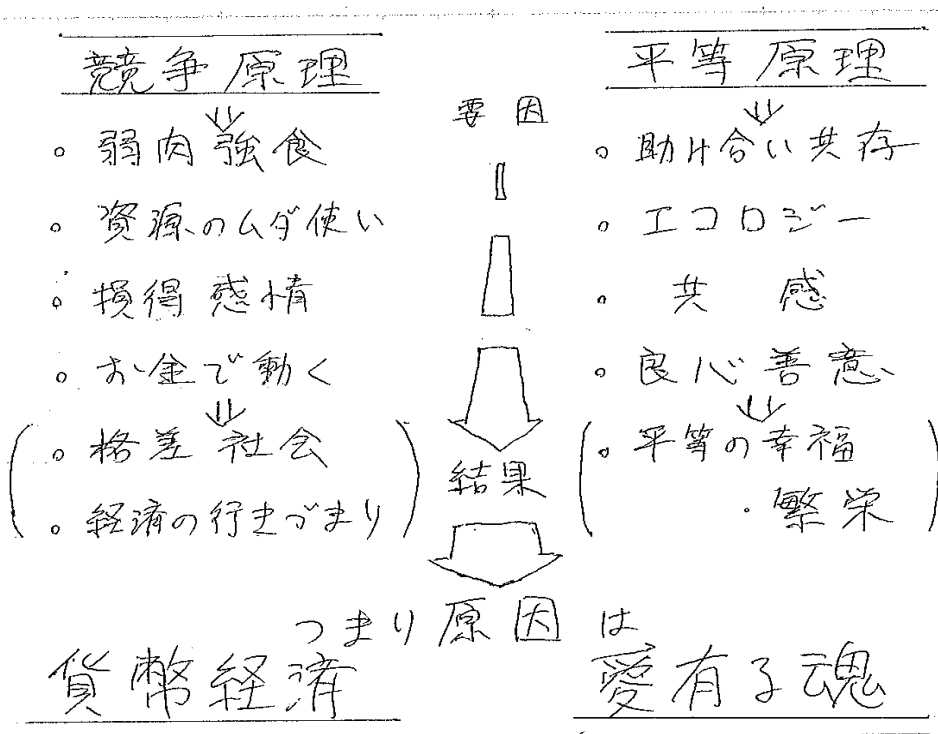 競争原理
⇓
。弱肉強食
。資源のムダ使い
。損得感情
。お金で動く
⇓
(。格差社会
。経済の行きづまり)
要因
結果
平等原理
⇓
。助け合い共存
。エコロジー
。共感
。良心善意
⇓
(。平等の幸福
・繁栄)
つまり原因は
貨幣経済
愛有る魂